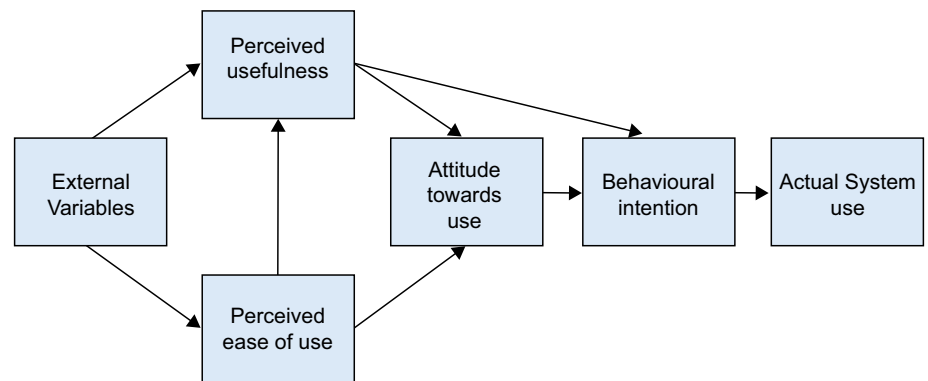 Perceived
usefulness
External
Variables
Attitude
towards
use
Behavioural
intention
Actual System
use
Perceived
ease of use